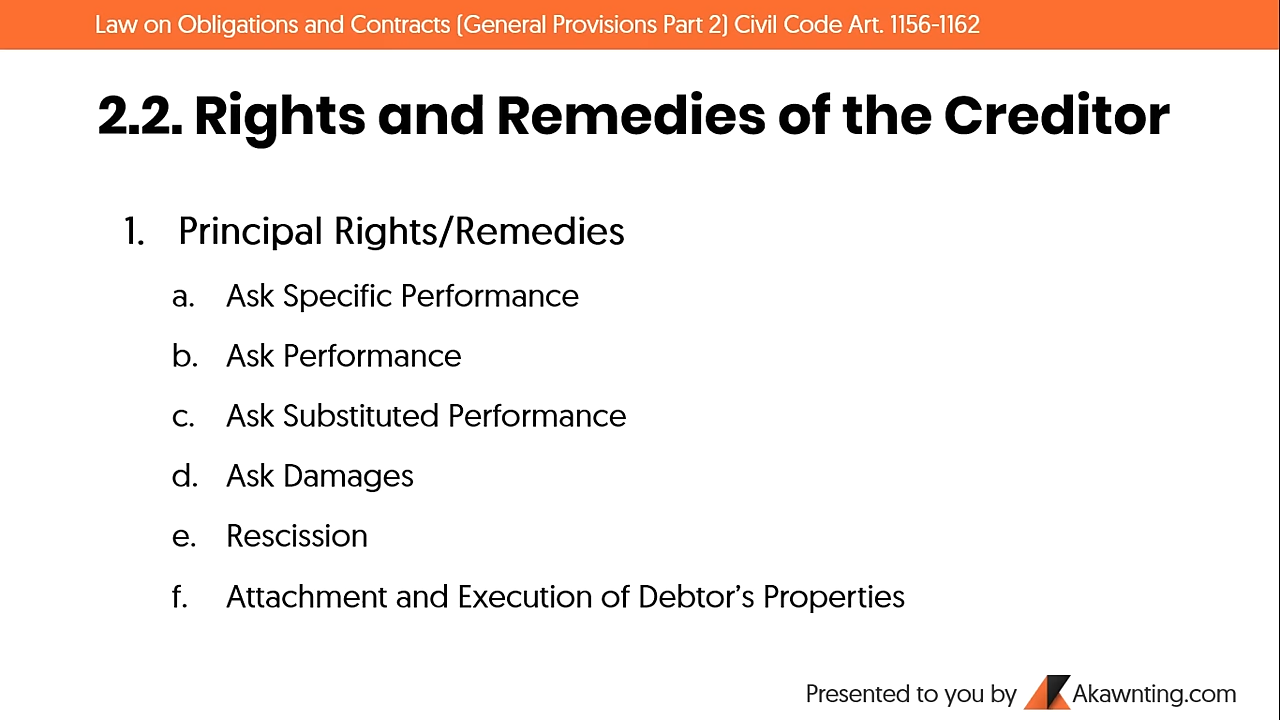 Law on Obligations and Contracts (General Provisions Part 2) Civil Code Art. 1156-1162
2.2. Rights and Remedies of the Creditor
1. Principal Rights/Remedies
a. Ask Specific Performance
b. Ask Performance
c. Ask Substituted Performance
d. Ask Damages
e. Rescission
f. Attachment and Execution of Debtor’s Properties
Presented to you by Akawnting.com